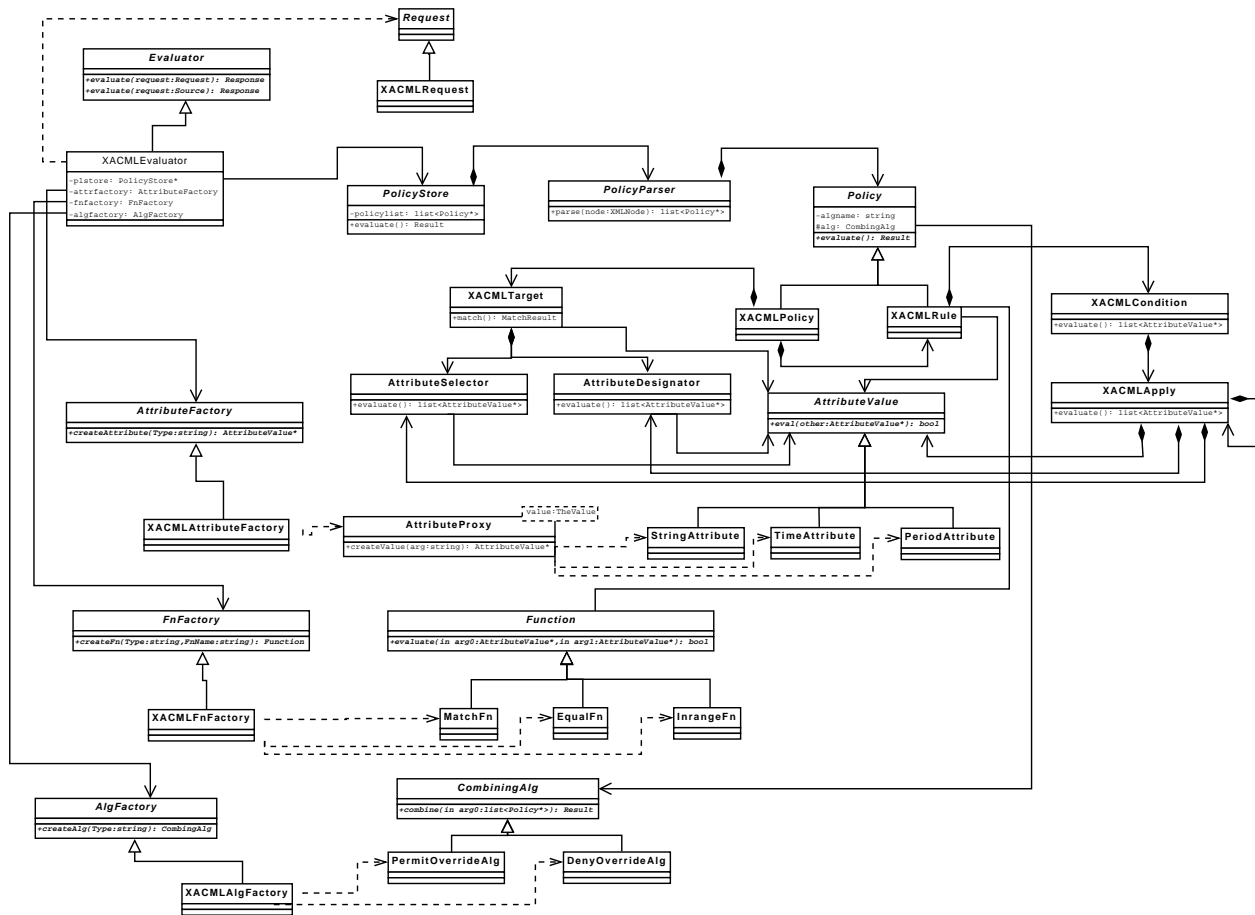 Request
Evaluator
+evaluate(request:Request): Response
+evaluate(request:Source): Response
XACMLRequest
XACMLEvaluator
-plstore: PolicyStore*
-attrfactory: AttributeFactory
-fnfactory: FnFactory
-algfactory: AlgFactory
PolicyStore
-policylist: list<Policy*>
+evaluate(): Result
PolicyParser
+parse(node:XMLNode): list<Policy*>
Policy
-algname: string
#alg: CombingAlg
+evaluate(): Result
XACMLTarget
+match(): MatchResult
XACMLPolicy
XACMLRule
XACMLCondition
+evaluate(): list<AttributeValue*>
AttributeSelector
+evaluate(): list<AttributeValue*>
AttributeDesignator
+evaluate(): list<AttributeValue*>
AttributeValue
+eval(other:AttributeValue*): bool
XACMLApply
+evaluate(): list<AttributeValue*>
AttributeFactory
+createAttribute(Type:string): AttributeValue*
XACMLAttributeFactory
AttributeProxy
value:TheValue
+createValue(arg:string): AttributeValue*
StringAttribute
TimeAttribute
PeriodAttribute
FnFactory
+createFn(Type:string,FnName:string): Function
Function
+evaluate(in arg0:AttributeValue*,in arg1:AttributeValue*): bool
XACMLFnFactory
MatchFn
EqualFn
InrangeFn
AlgFactory
+createAlg(Type:string): CombingAlg
CombiningAlg
+combine(in arg0:list<Policy*>): Result
XACMLAlgFactory
PermitOverrideAlg
DenyOverrideAlg